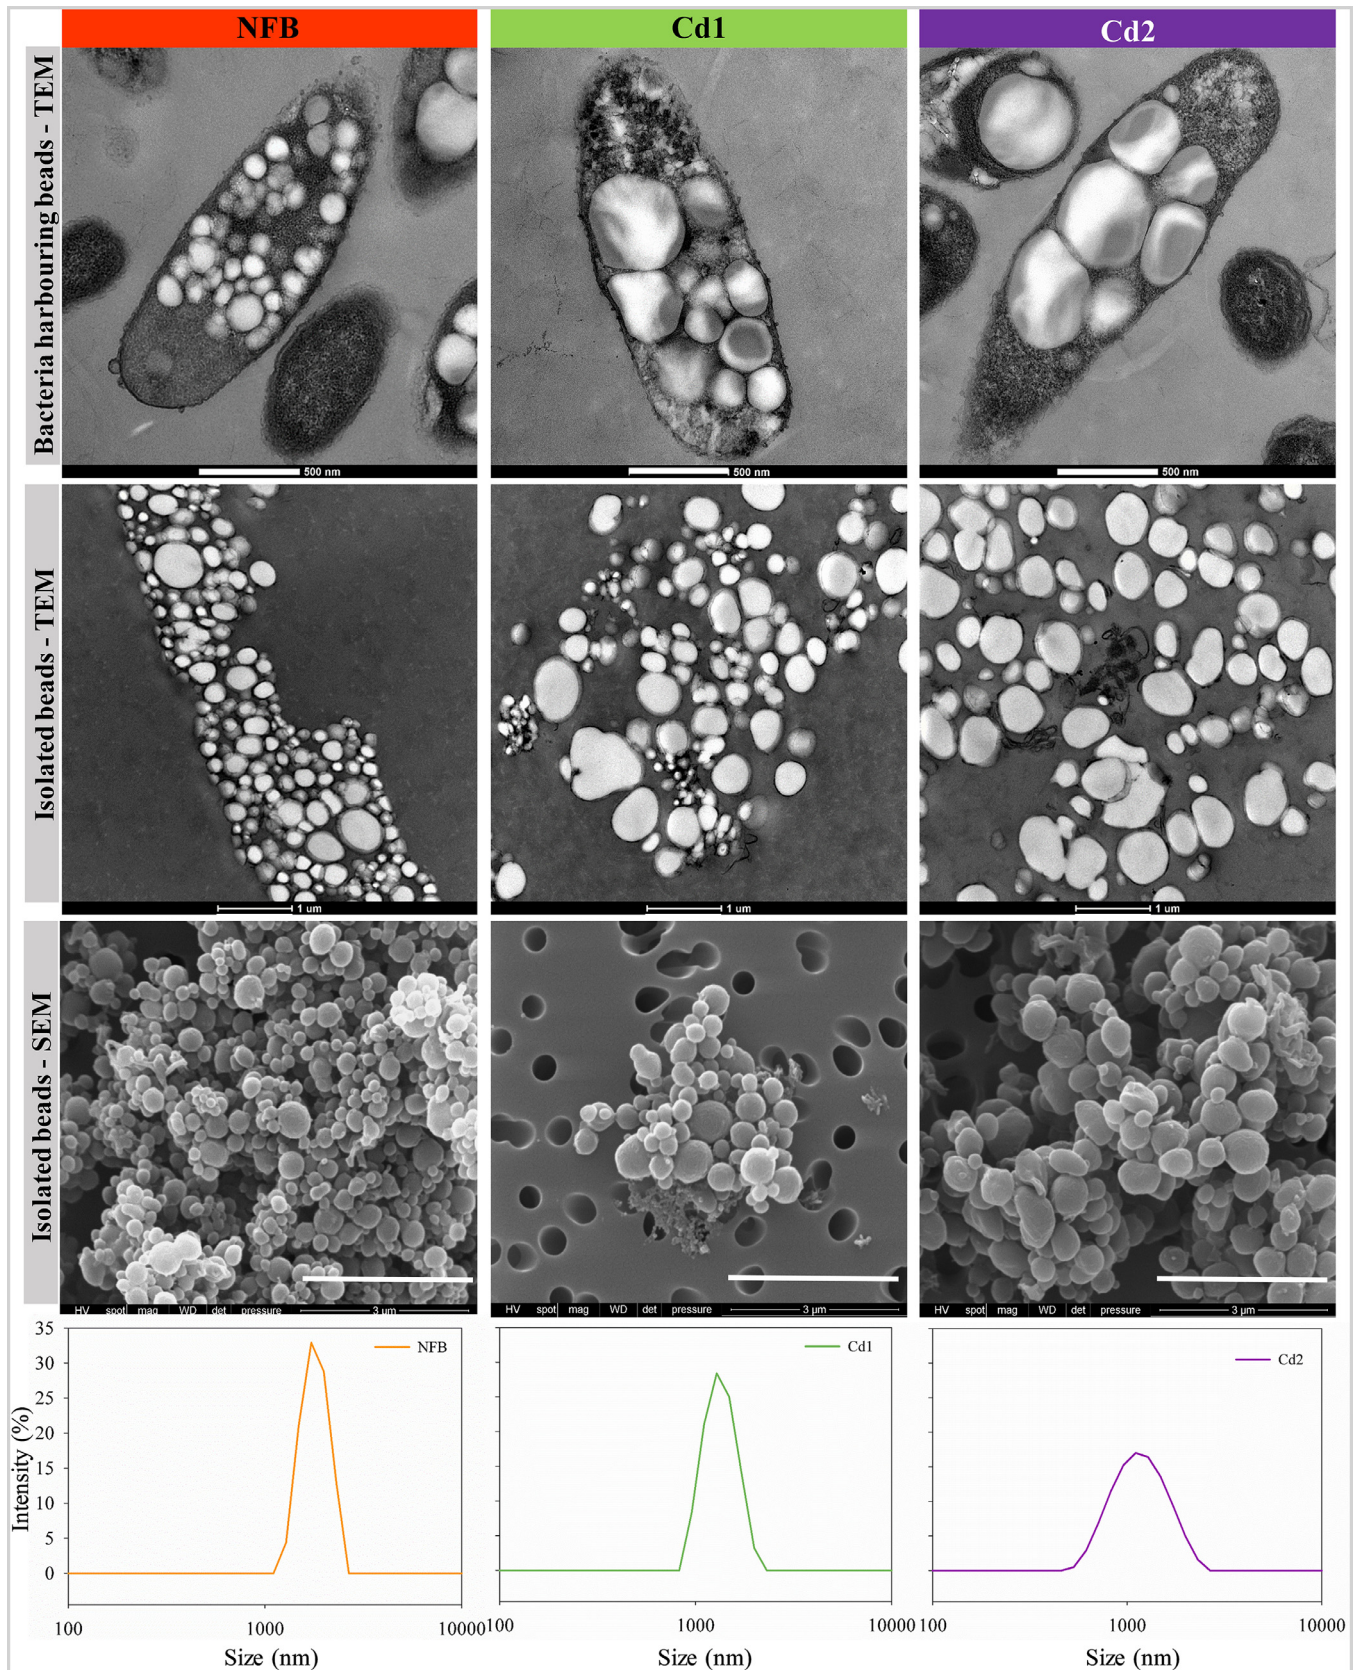 NFB
Cd1
Cd2
Bacteria harbouring beads - TEM
500 nm
500 nm
500 nm
Isolated beads - TEM
1 um
1 um
1 um
Isolated beads - SEM
HV spot mag WD det pressure 3 µm
HV spot mag WD det pressure 3 µm
HV spot mag WD det pressure 3 µm
Intensity (%)
35
30
25
20
15
10
5
0
NFB
Cd1
Cd2
100 1000 10000
100 1000 10000
100 1000 10000
Size (nm)
Size (nm)
Size (nm)